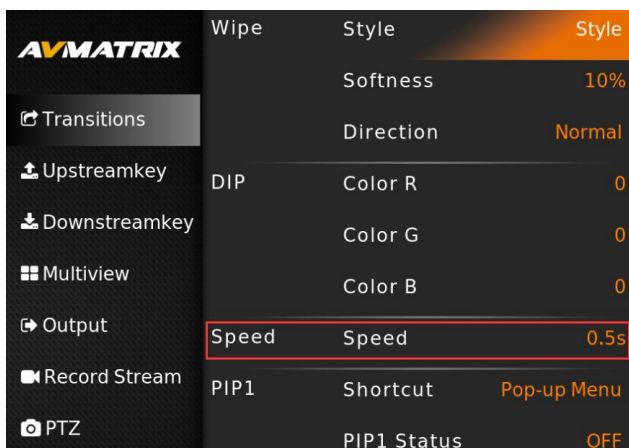 AVMATRIX
Transitions
Upstreamkey
Downstreamkey
Multiview
Output
Record Stream
PTZ
Wipe Style Style
Softness 10%
Direction Normal
DIP Color R 0
Color G 0
Color B 0
Speed Speed 0.5s
PIP1 Shortcut Pop-up Menu
PIP1 Status OFF